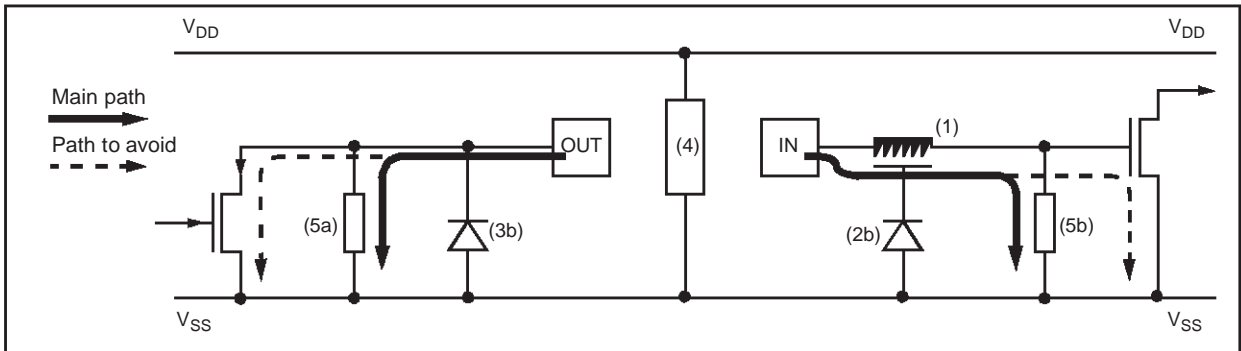 VDD
VDD
Main path
Path to avoid
OUT
(4)
IN
(1)
(5a)
(3b)
(2b)
(5b)
VSS
VSS